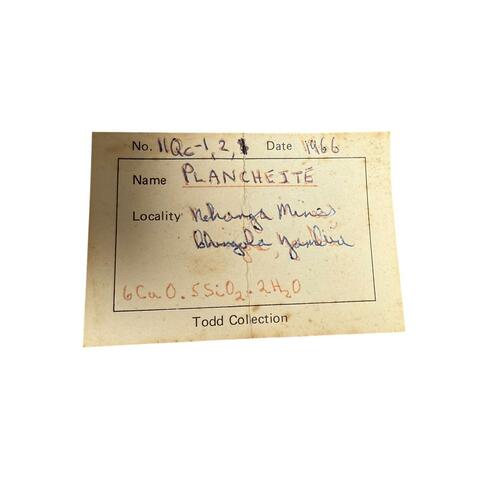 No. 11Qc-1,2, Date 1966
Name PLANCHEITE
Locality Nchanga Mines
Chingola Zambia
6CuO.5SiO2.2H2O
Todd Collection